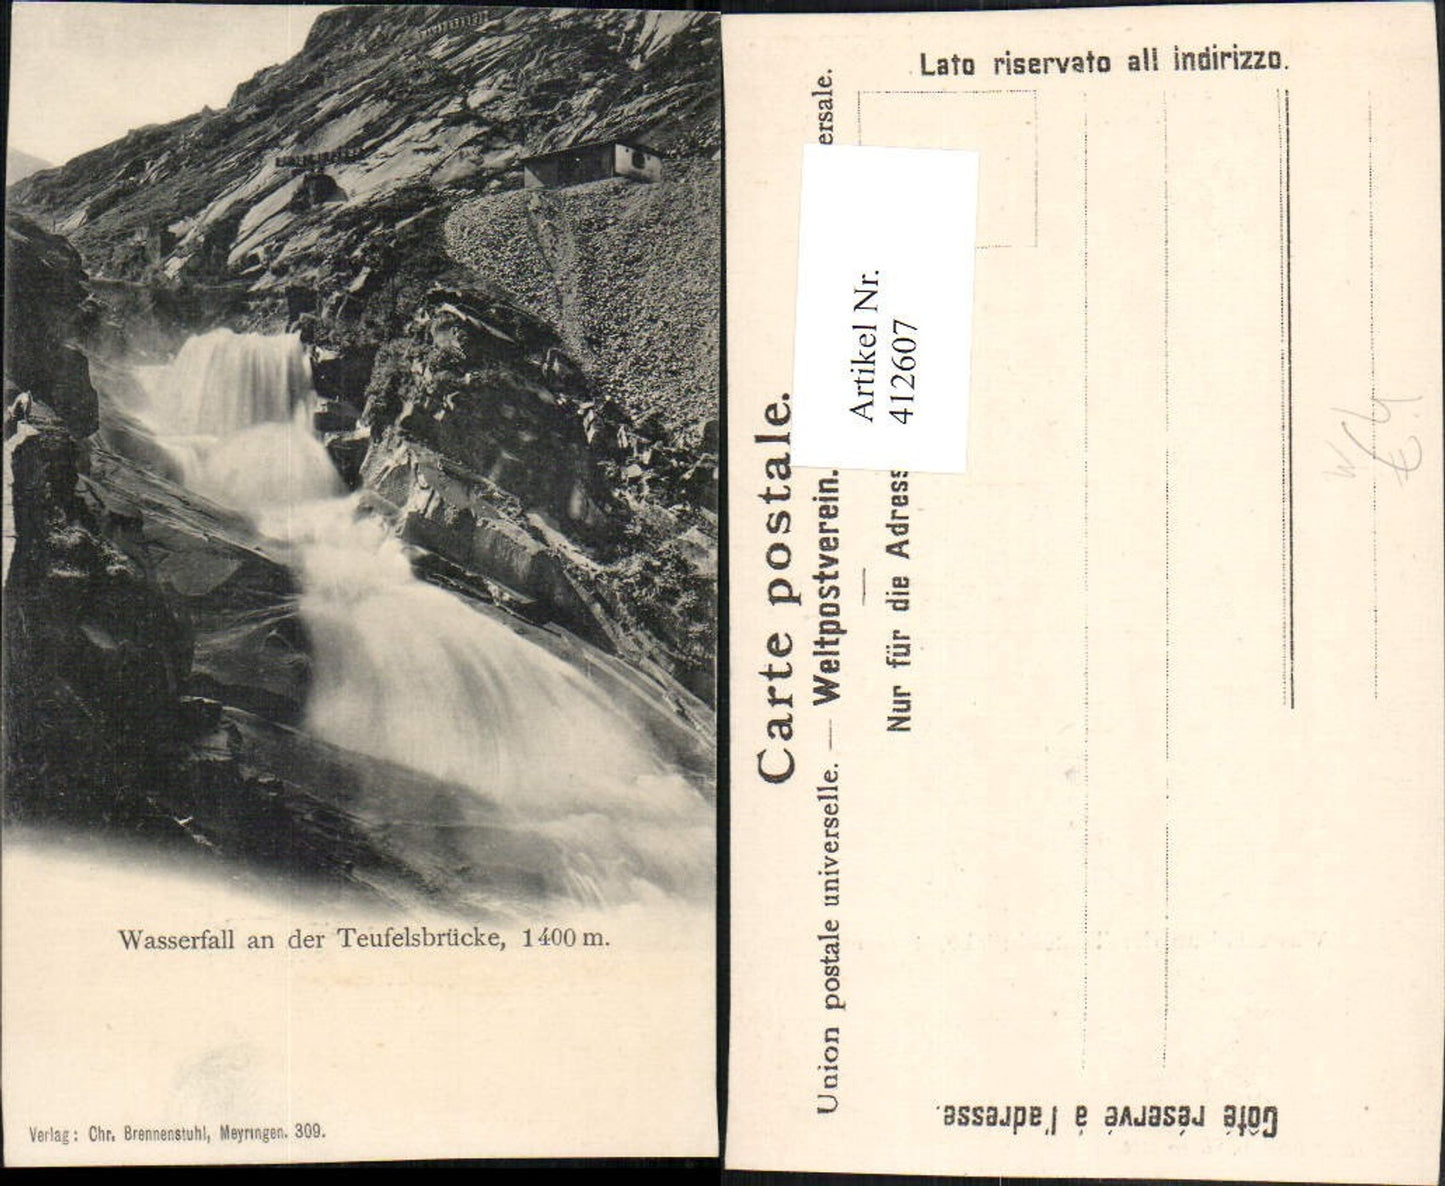 Wasserfall an der Teufelsbrücke, 1400 m.
Verlag: Chr. Brennenstuhl, Meyringen. 309.
Carte postale.
Union postale universelle. — Weltpostverein. ersale.
Nur für die Adress
Lato riservato all indirizzo.
Côté réservé à l'adresse.
Artikel Nr.
412607